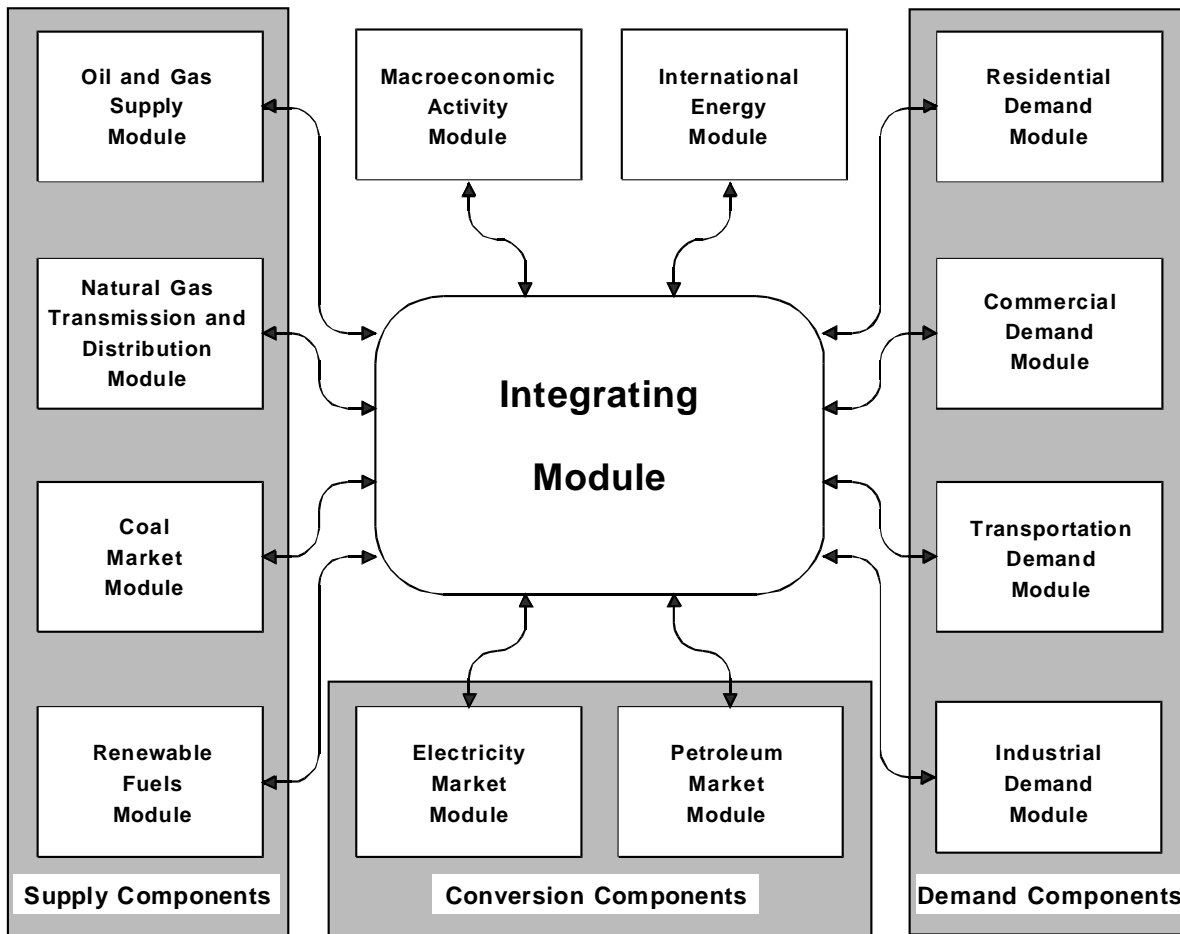 Oil and Gas
Supply
Module
Macroeconomic
Activity
Module
International
Energy
Module
Residential
Demand
Module
Natural Gas
Transmission and
Distribution
Module
Integrating
Module
Commercial
Demand
Module
Coal
Market
Module
Transportation
Demand
Module
Renewable
Fuels
Module
Electricity
Market
Module
Petroleum
Market
Module
Industrial
Demand
Module
Supply Components
Conversion Components
Demand Components